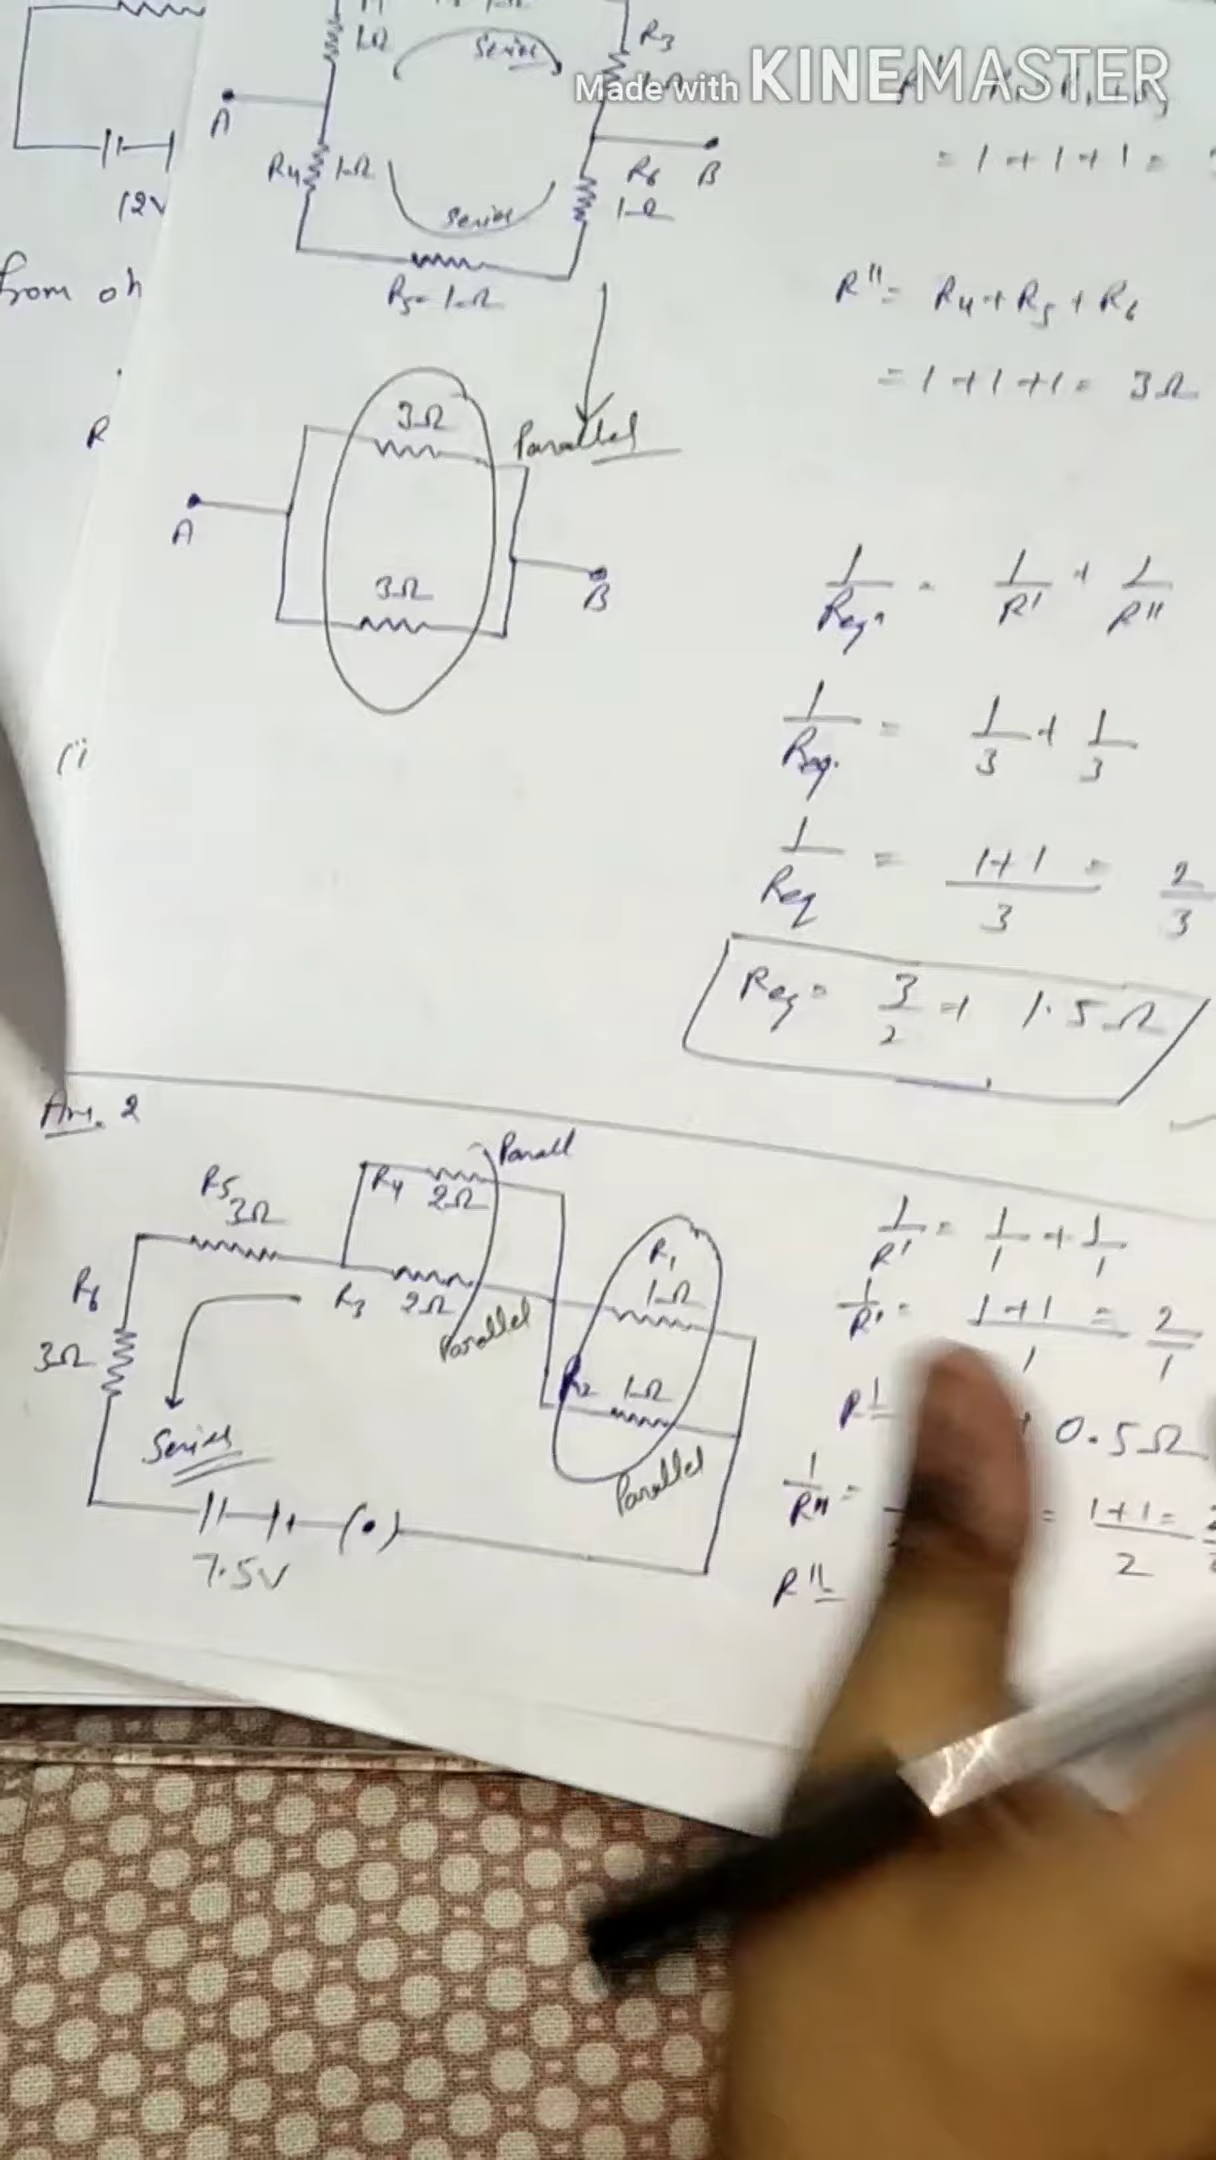 Made with KINEMASTER
1Ω
Series
R3
A
R4 1Ω
Series
R6
1Ω
B
R5 = 1Ω
12V
from oh
R
= 1 + 1 + 1 =
R'' = R4 + R5 + R6
= 1 + 1 + 1 = 3Ω
3Ω
Parallel
A
3Ω
B
1/Req = 1/R' + 1/R''
1/Req. = 1/3 + 1/3
1/Req = 1+1/3 = 2/3
Req = 3/2 = 1.5Ω
(i
Ans. 2
R5
3Ω
R4 2Ω
Parall
R6
3Ω
R3 2Ω
Parallel
R1
1Ω
R2 1Ω
Parallel
Series
7.5V
1/R' = 1/1 + 1/1
1/R' = 1+1/1 = 2/1
R' = 0.5Ω
1/R'' = = 1+1/2 =
R'' =